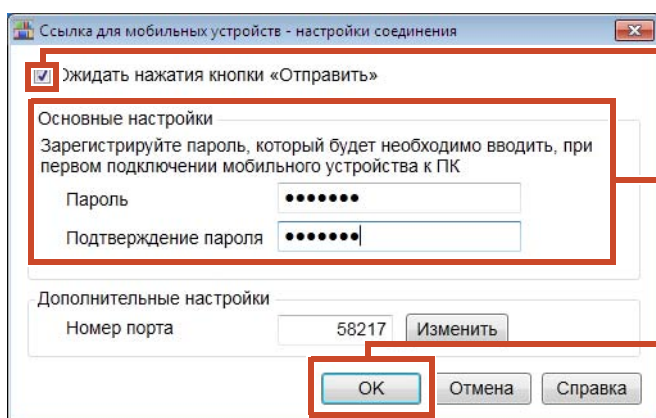 Ссылка для мобильных устройств - настройки соединения
Ожидать нажатия кнопки «Отправить»
Основные настройки
Зарегистрируйте пароль, который будет необходимо вводить, при
первом подключении мобильного устройства к ПК
Пароль •••••••
Подтверждение пароля •••••••
Дополнительные настройки
Номер порта 58217 Изменить
OK Отмена Справка